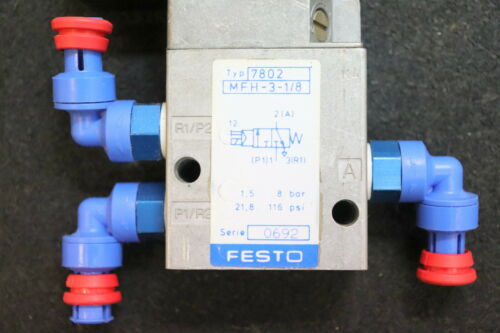 Typ 7802
MFH-3-1/8
R1/P2
2(A)
12
(P1)1 3(R1)
A
1,5 8 bar
21,8 116 psi
P1/R2
Serie 0692
FESTO